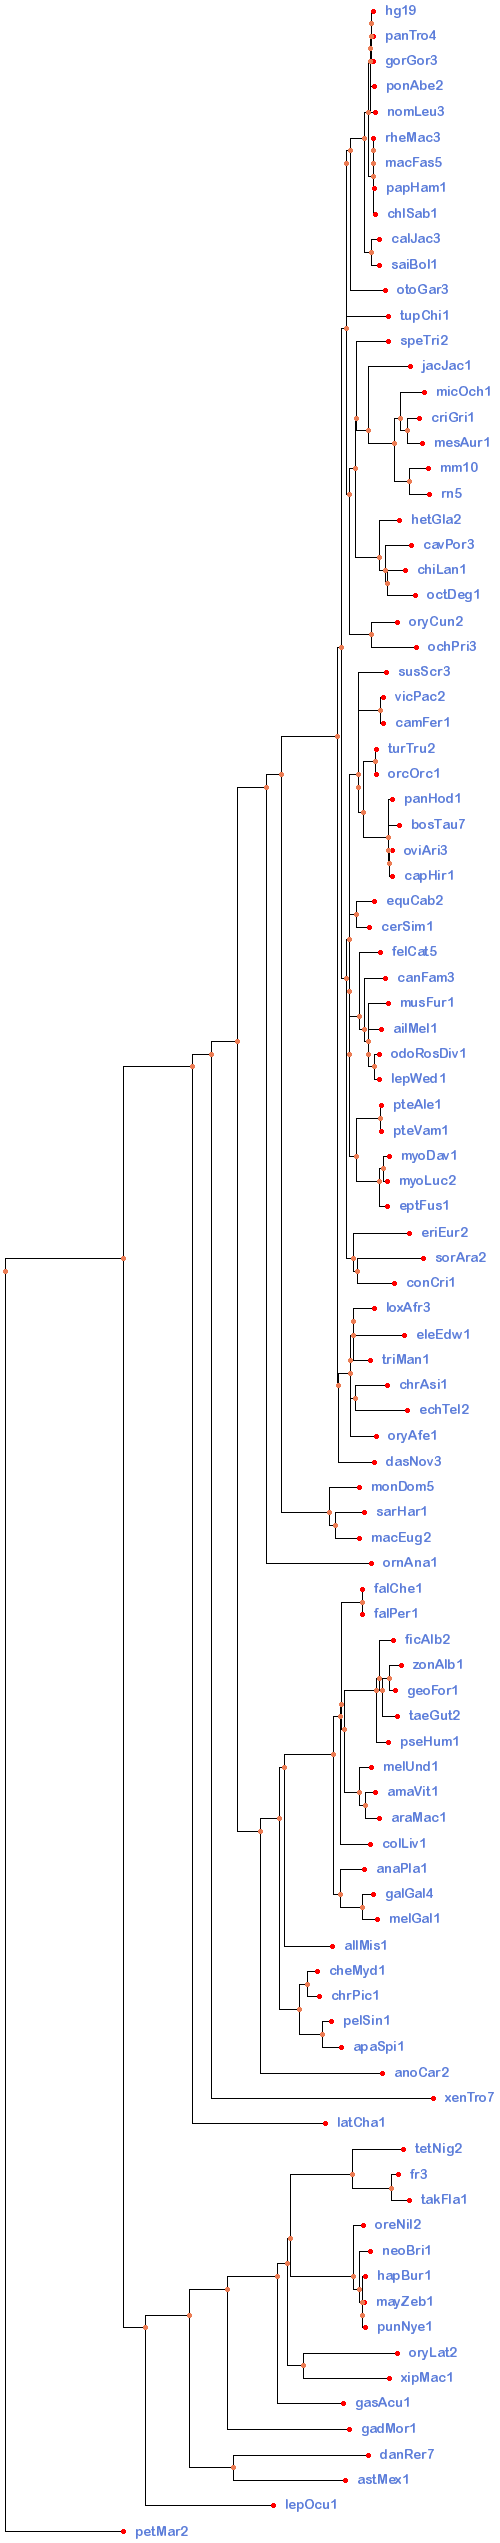 hg19
panTro4
gorGor3
ponAbe2
nomLeu3
rheMac3
macFas5
papHam1
chlSab1
calJac3
saiBol1
otoGar3
tupChi1
speTri2
jacJac1
micOch1
criGri1
mesAur1
mm10
rn5
hetGla2
cavPor3
chiLan1
octDeg1
oryCun2
ochPri3
susScr3
vicPac2
camFer1
turTru2
orcOrc1
panHod1
bosTau7
oviAri3
capHir1
equCab2
cerSim1
felCat5
canFam3
musFur1
ailMel1
odoRosDiv1
lepWed1
pteAle1
pteVam1
myoDav1
myoLuc2
eptFus1
eriEur2
sorAra2
conCri1
loxAfr3
eleEdw1
triMan1
chrAsi1
echTel2
oryAfe1
dasNov3
monDom5
sarHar1
macEug2
ornAna1
falChe1
falPer1
ficAlb2
zonAlb1
geoFor1
taeGut2
pseHum1
melUnd1
amaVit1
araMac1
colLiv1
anaPla1
galGal4
melGal1
allMis1
cheMyd1
chrPic1
pelSin1
apaSpi1
anoCar2
xenTro7
latCha1
tetNig2
fr3
takFla1
oreNil2
neoBri1
hapBur1
mayZeb1
punNye1
oryLat2
xipMac1
gasAcu1
gadMor1
danRer7
astMex1
lepOcu1
petMar2